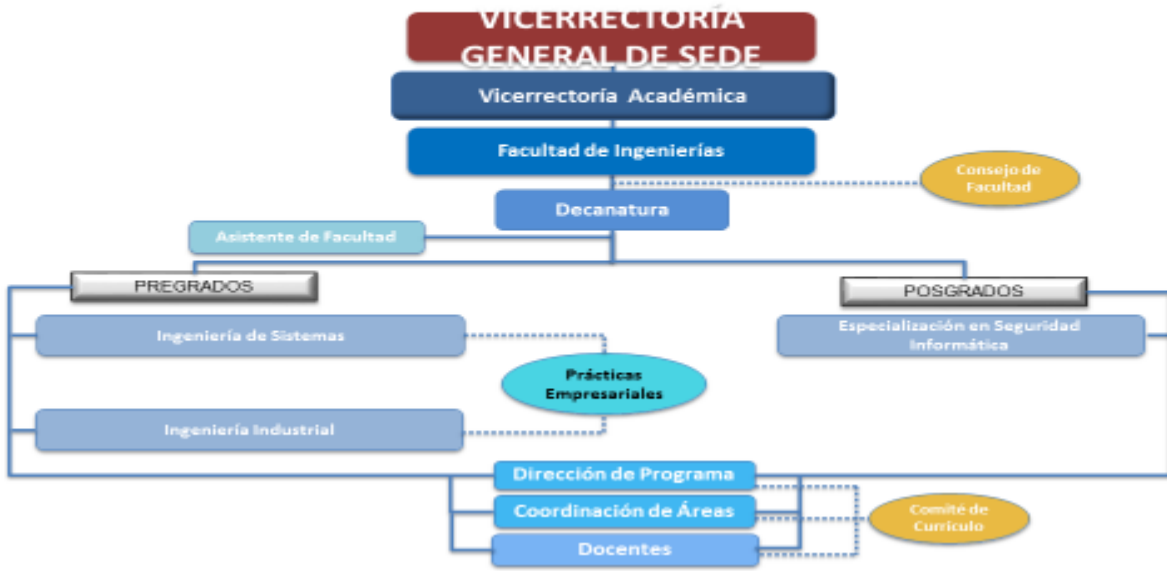 VICERRECTORÍA
GENERAL DE SEDE
Vicerrectoría Académica
Facultad de Ingenierías
Consejo de
Facultad
Decanatura
Asistente de Facultad
PREGRADOS
POSGRADOS
Ingeniería de Sistemas
Especialización en Seguridad
Informática
Prácticas
Empresariales
Ingeniería Industrial
Dirección de Programa
Coordinación de Áreas
Comité de
Currículo
Docentes